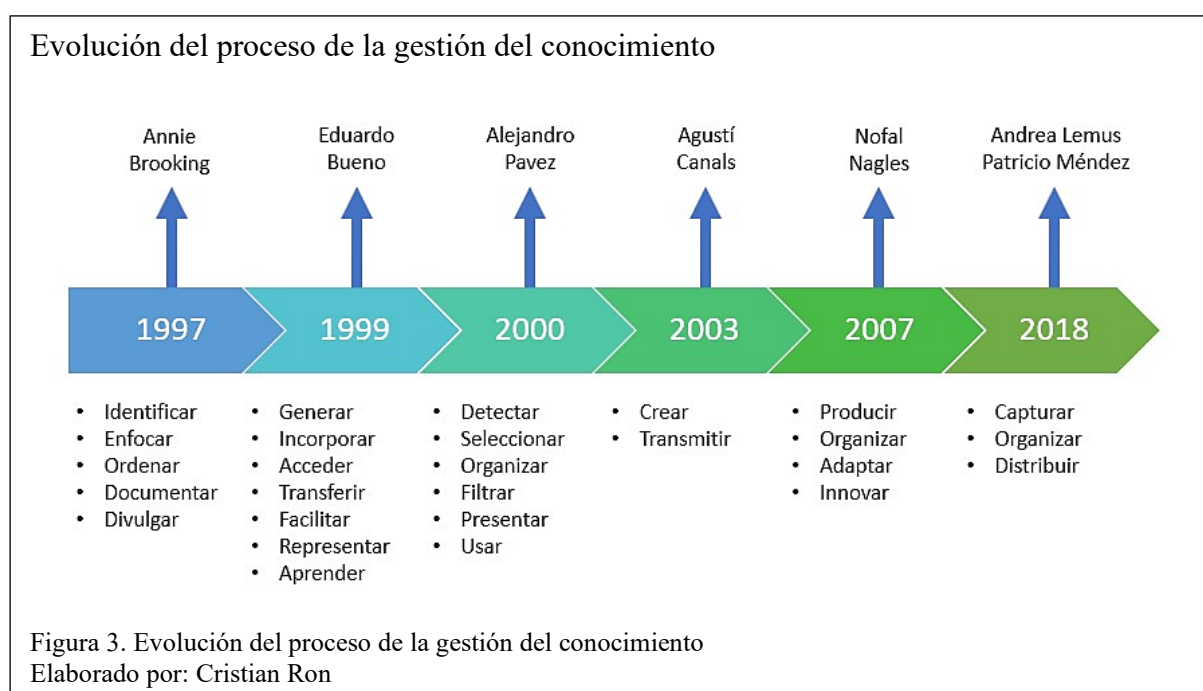 Evolución del proceso de la gestión del conocimiento
Annie
Brooking
Eduardo
Bueno
Alejandro
Pavez
Agustí
Canals
Nofal
Nagles
Andrea Lemus
Patricio Méndez
1997
1999
2000
2003
2007
2018
• Identificar
• Enfocar
• Ordenar
• Documentar
• Divulgar
• Generar
• Incorporar
• Acceder
• Transferir
• Facilitar
• Representar
• Aprender
• Detectar
• Seleccionar
• Organizar
• Filtrar
• Presentar
• Usar
• Crear
• Transmitir
• Producir
• Organizar
• Adaptar
• Innovar
• Capturar
• Organizar
• Distribuir
Figura 3. Evolución del proceso de la gestión del conocimiento
Elaborado por: Cristian Ron